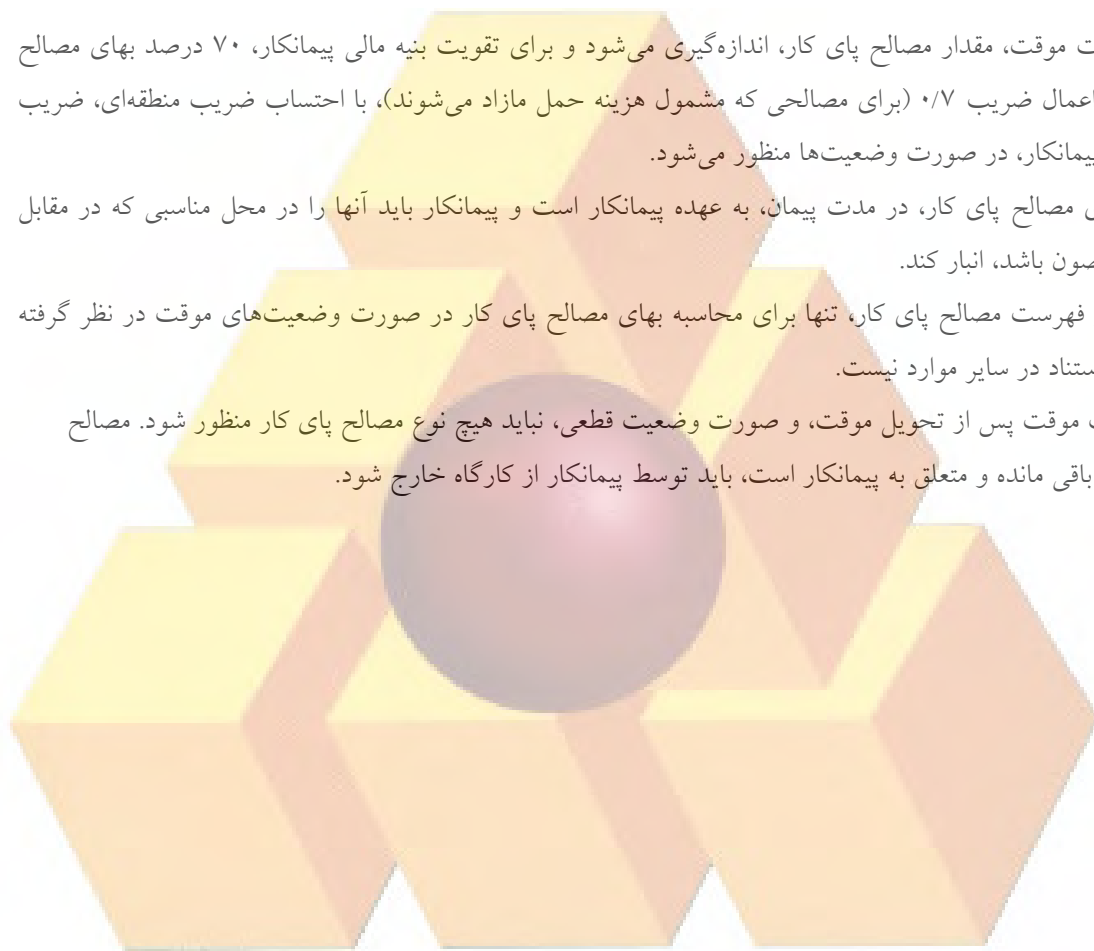 ت موقت، مقدار مصالح پای کار، اندازه‌گیری می‌شود و برای تقویت بنیه مالی پیمانکار، ۷۰ درصد بهای مصالح
اعمال ضریب ۰/۷ (برای مصالحی که مشمول هزینه حمل مازاد می‌شوند)، با احتساب ضریب منطقه‌ای، ضریب
پیمانکار، در صورت وضعیت‌ها منظور می‌شود.
ی مصالح پای کار، در مدت پیمان، به عهده پیمانکار است و پیمانکار باید آنها را در محل مناسبی که در مقابل
صون باشد، انبار کند.
فهرست مصالح پای کار، تنها برای محاسبه بهای مصالح پای کار در صورت وضعیت‌های موقت در نظر گرفته
ستناد در سایر موارد نیست.
ت موقت پس از تحویل موقت، و صورت وضعیت قطعی، نباید هیچ نوع مصالح پای کار منظور شود. مصالح
باقی مانده و متعلق به پیمانکار است، باید توسط پیمانکار از کارگاه خارج شود.